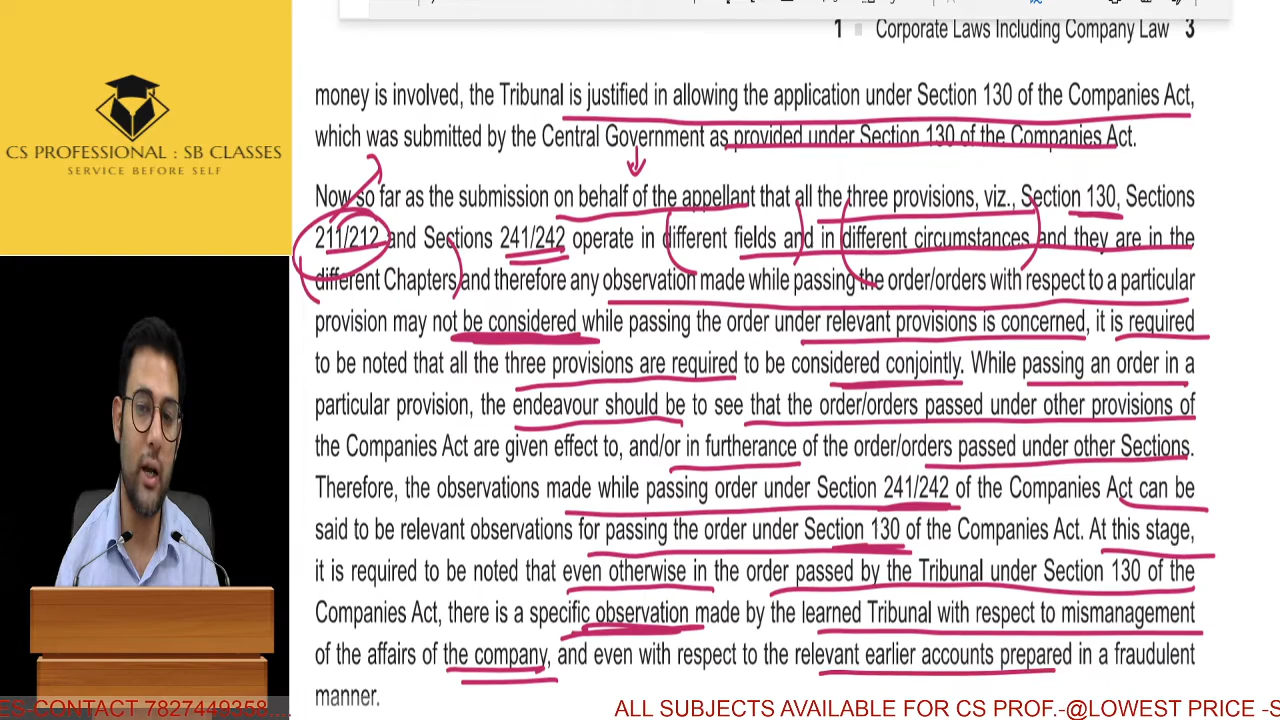 1 Corporate Laws Including Company Law 3
money is involved, the Tribunal is justified in allowing the application under Section 130 of the Companies Act,
which was submitted by the Central Government as provided under Section 130 of the Companies Act.
CS PROFESSIONAL : SB CLASSES
SERVICE BEFORE SELF
Now so far as the submission on behalf of the appellant that all the three provisions, viz., Section 130, Sections
211/212 and Sections 241/242 operate in different fields and in different circumstances and they are in the
different Chapters and therefore any observation made while passing the order/orders with respect to a particular
provision may not be considered while passing the order under relevant provisions is concerned, it is required
to be noted that all the three provisions are required to be considered conjointly. While passing an order in a
particular provision, the endeavour should be to see that the order/orders passed under other provisions of
the Companies Act are given effect to, and/or in furtherance of the order/orders passed under other Sections.
Therefore, the observations made while passing order under Section 241/242 of the Companies Act can be
said to be relevant observations for passing the order under Section 130 of the Companies Act. At this stage,
it is required to be noted that even otherwise in the order passed by the Tribunal under Section 130 of the
Companies Act, there is a specific observation made by the learned Tribunal with respect to mismanagement
of the affairs of the company, and even with respect to the relevant earlier accounts prepared in a fraudulent
manner.
ES-CONTACT 7827449358.... ALL SUBJECTS AVAILABLE FOR CS PROF.-@LOWEST PRICE -S